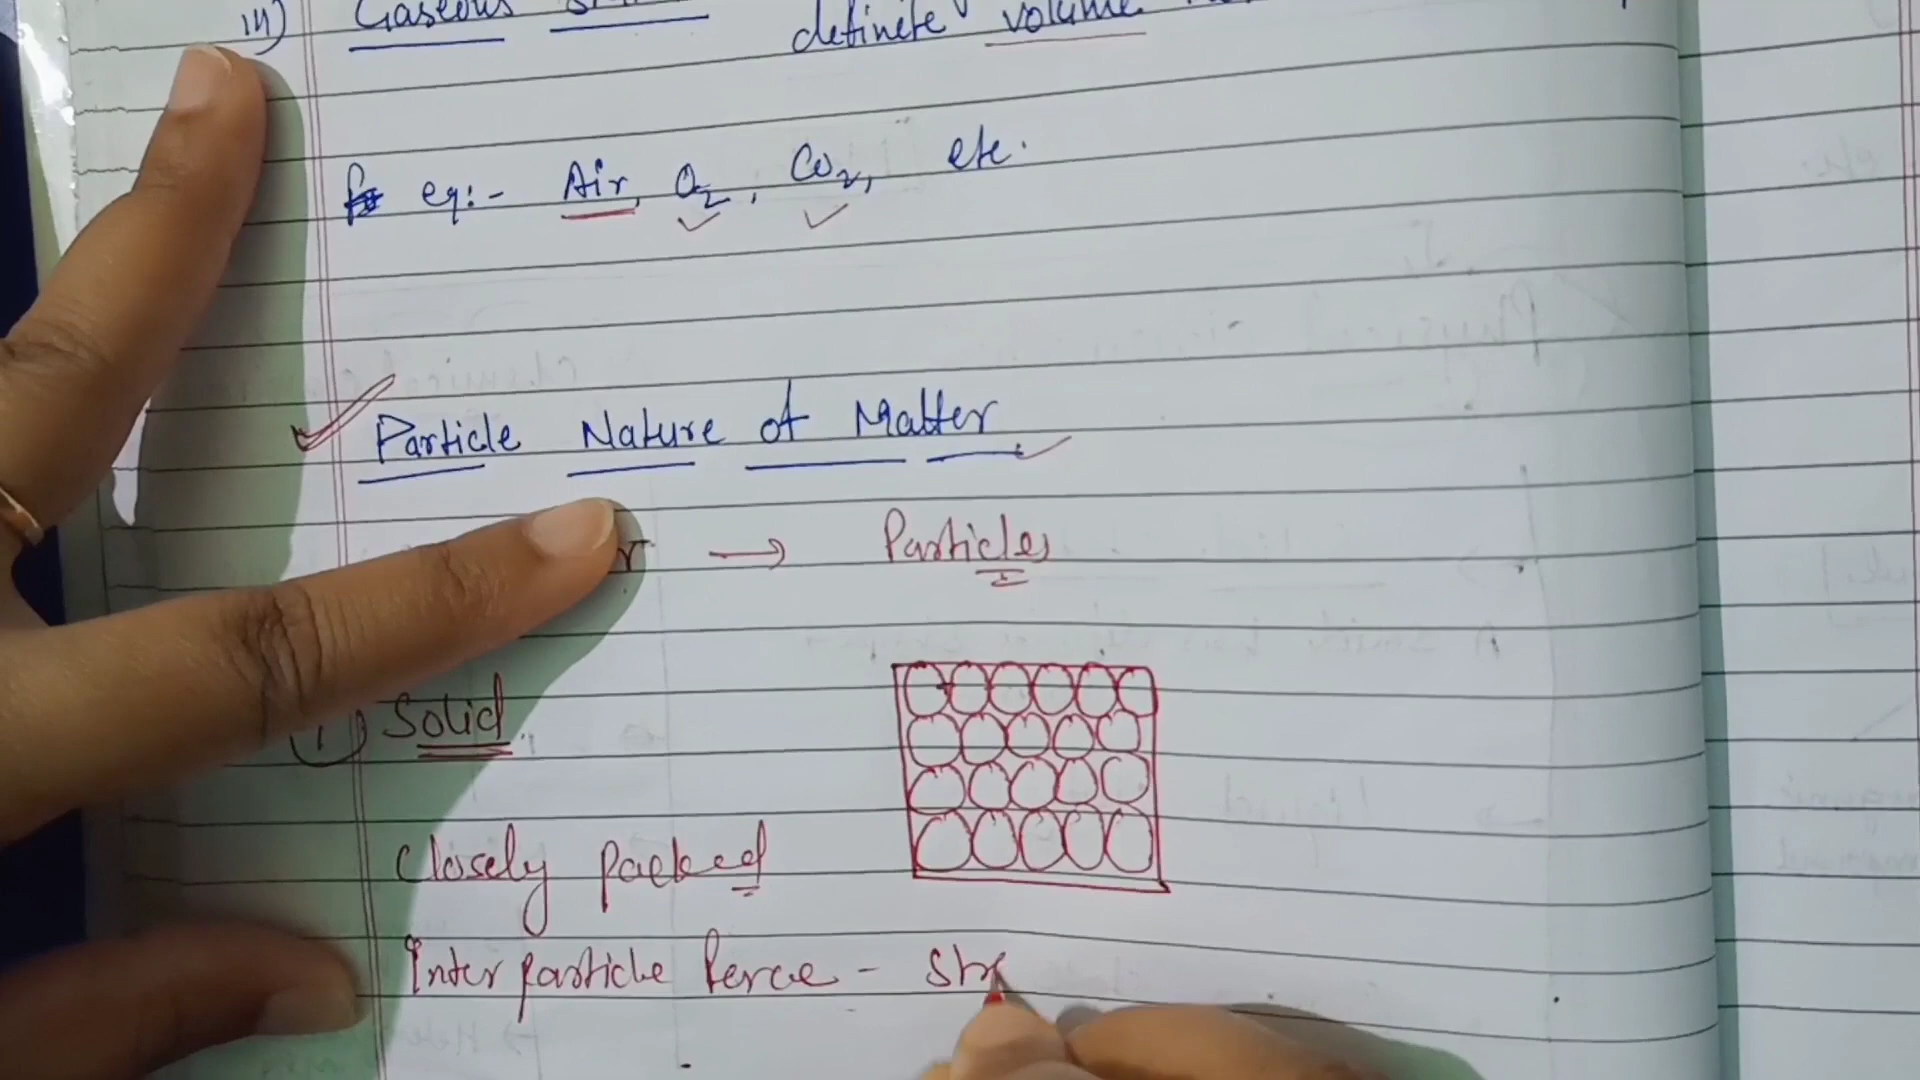 iii) Gaseous definite volume
eg:- Air, O2, CO2, etc.
Particle Nature of Matter
r → Particles
1) Solid
Closely packed
Inter particle Force - Str